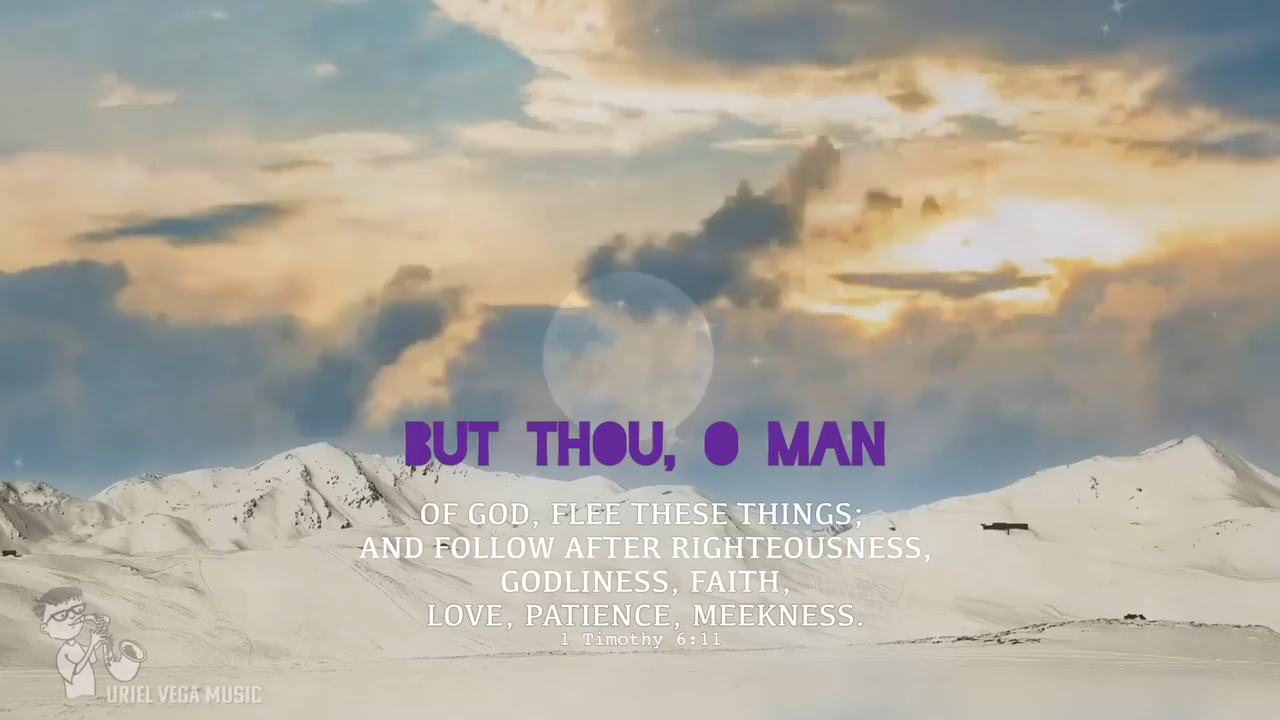 BUT THOU, O MAN
OF GOD, FLEE THESE THINGS;
AND FOLLOW AFTER RIGHTEOUSNESS,
GODLINESS, FAITH,
LOVE, PATIENCE, MEEKNESS.
1 Timothy 6:11
URIEL VEGA MUSIC